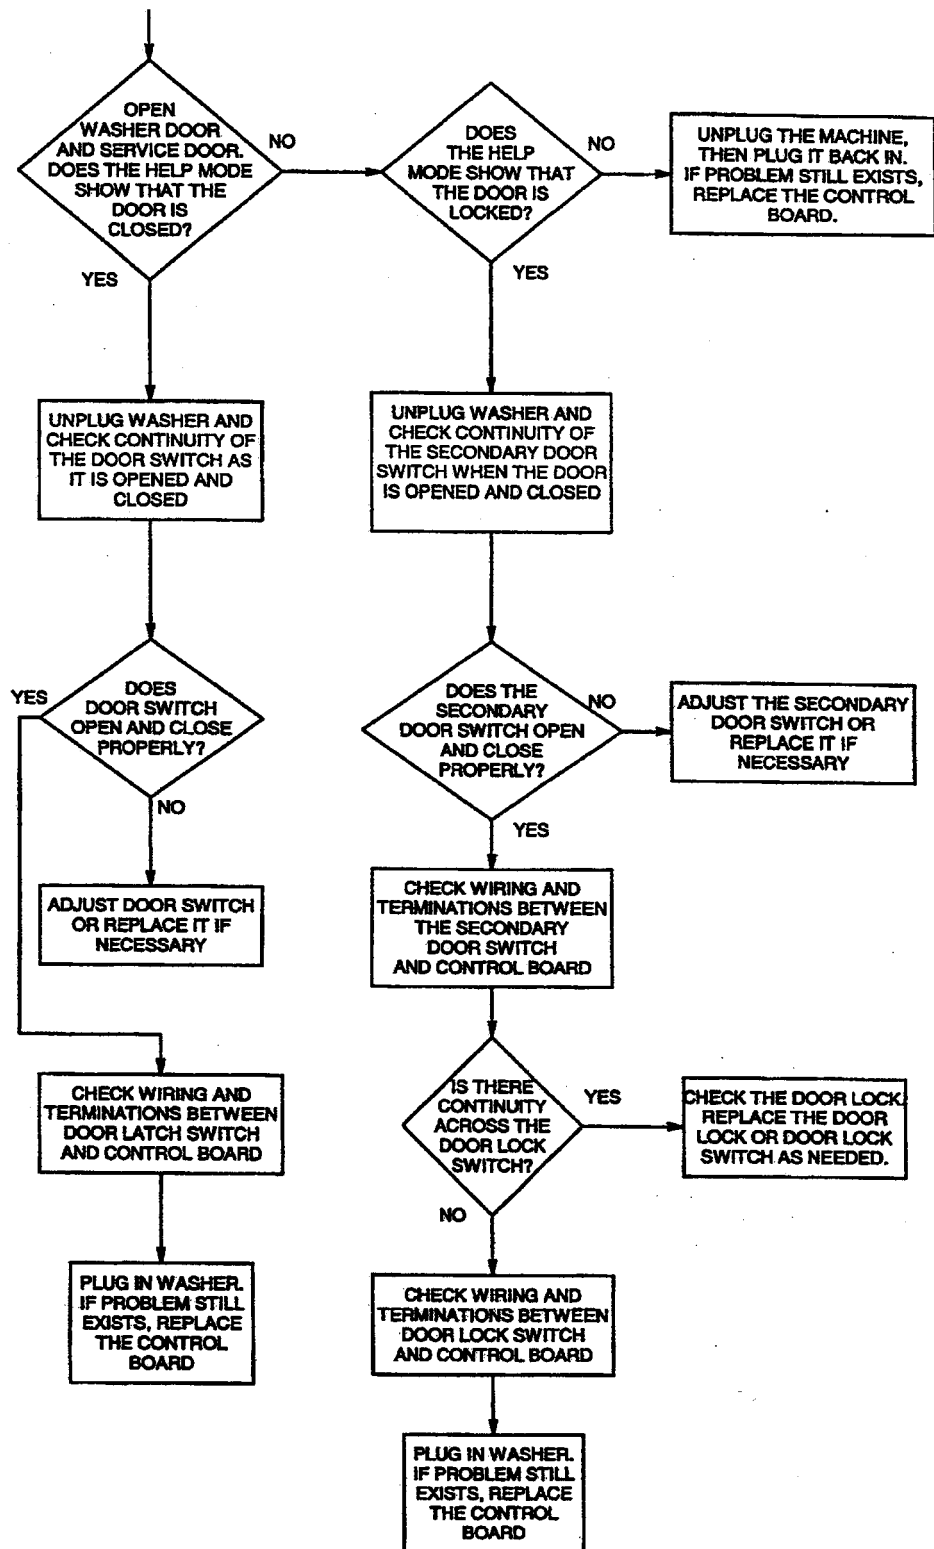 OPEN
WASHER DOOR
AND SERVICE DOOR.
DOES THE HELP MODE
SHOW THAT THE
DOOR IS
CLOSED?
NO
YES
DOES
THE HELP
MODE SHOW THAT
THE DOOR IS
LOCKED?
NO
YES
UNPLUG THE MACHINE,
THEN PLUG IT BACK IN.
IF PROBLEM STILL EXISTS,
REPLACE THE CONTROL
BOARD.
UNPLUG WASHER AND
CHECK CONTINUITY OF
THE DOOR SWITCH AS
IT IS OPENED AND
CLOSED
UNPLUG WASHER AND
CHECK CONTINUITY OF
THE SECONDARY DOOR
SWITCH WHEN THE DOOR
IS OPENED AND CLOSED
YES
DOES
DOOR SWITCH
OPEN AND CLOSE
PROPERLY?
NO
DOES THE
SECONDARY
DOOR SWITCH OPEN
AND CLOSE
PROPERLY?
NO
YES
ADJUST THE SECONDARY
DOOR SWITCH OR
REPLACE IT IF
NECESSARY
ADJUST DOOR SWITCH
OR REPLACE IT IF
NECESSARY
CHECK WIRING AND
TERMINATIONS BETWEEN
THE SECONDARY
DOOR SWITCH
AND CONTROL BOARD
CHECK WIRING AND
TERMINATIONS BETWEEN
DOOR LATCH SWITCH
AND CONTROL BOARD
IS THERE
CONTINUITY
ACROSS THE
DOOR LOCK
SWITCH?
YES
NO
CHECK THE DOOR LOCK.
REPLACE THE DOOR
LOCK OR DOOR LOCK
SWITCH AS NEEDED.
PLUG IN WASHER.
IF PROBLEM STILL
EXISTS, REPLACE
THE CONTROL
BOARD
CHECK WIRING AND
TERMINATIONS BETWEEN
DOOR LOCK SWITCH
AND CONTROL BOARD
PLUG IN WASHER.
IF PROBLEM STILL
EXISTS, REPLACE
THE CONTROL
BOARD